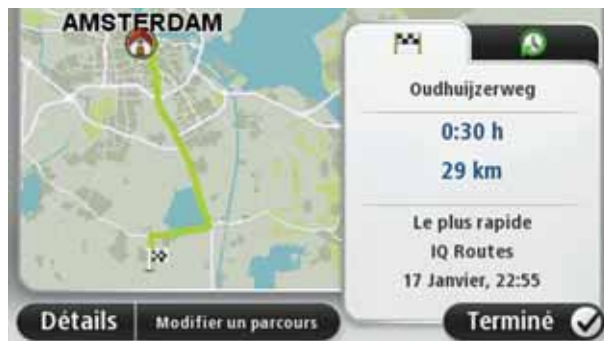 AMSTERDAM
Oudhuijzerweg
0:30 h
29 km
Le plus rapide
IQ Routes
17 Janvier, 22:55
Détails
Modifier un parcours
Terminé